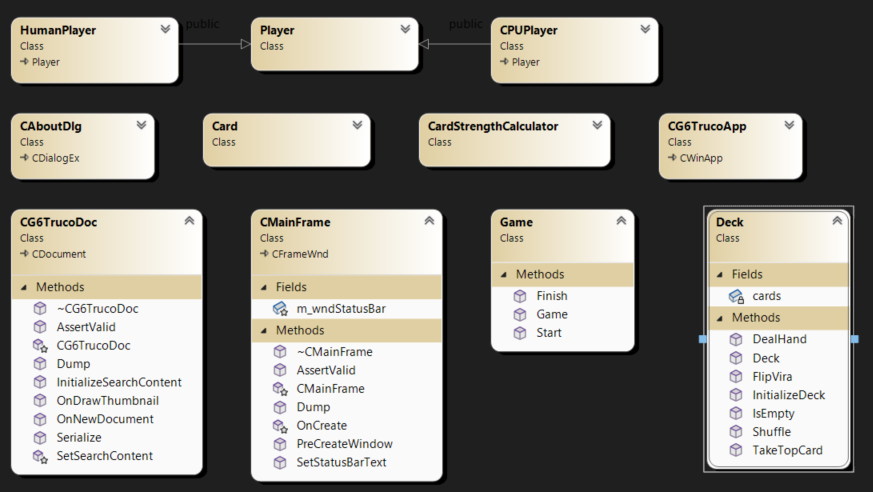 HumanPlayer
Class
Player
public
Player
Class
public
CPUPlayer
Class
Player
CAboutDlg
Class
CDialogEx
Card
Class
CardStrengthCalculator
Class
CG6TrucoApp
Class
CWinApp
CG6TrucoDoc
Class
CDocument
Methods
~CG6TrucoDoc
AssertValid
CG6TrucoDoc
Dump
InitializeSearchContent
OnDrawThumbnail
OnNewDocument
Serialize
SetSearchContent
CMainFrame
Class
CFrameWnd
Fields
m_wndStatusBar
Methods
~CMainFrame
AssertValid
CMainFrame
Dump
OnCreate
PreCreateWindow
SetStatusBarText
Game
Class
Methods
Finish
Game
Start
Deck
Class
Fields
cards
Methods
DealHand
Deck
FlipVira
InitializeDeck
IsEmpty
Shuffle
TakeTopCard